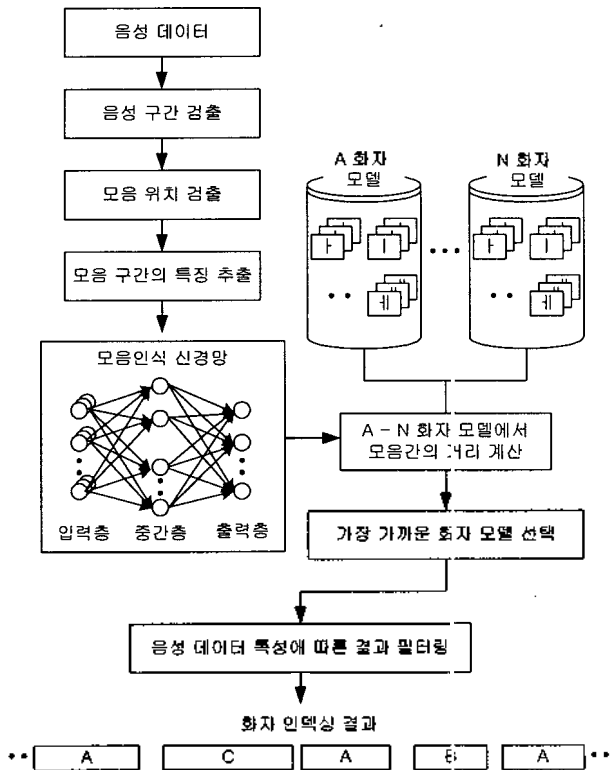 음성 데이터
음성 구간 검출
모음 위치 검출
모음 구간의 특징 추출
모음인식 신경망
입력층 중간층 출력층
A 화자
모델
N 화자
모델
ㅏ ㅣ
ㅔ
ㅏ ㅣ
ㅔ
A - N 화자 모델에서
모음간의 거리 계산
가장 가까운 화자 모델 선택
음성 데이터 특성에 따른 결과 필터링
화자 인덱싱 결과
A C A B A